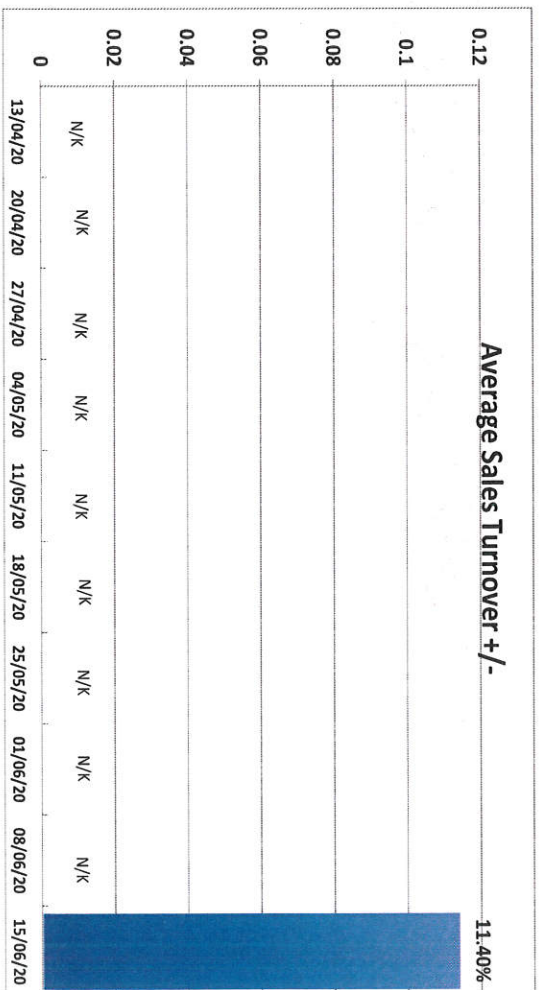 Average Sales Turnover +/-
0.12
0.1
0.08
0.06
0.04
0.02
0
11.40%
N/K
N/K
N/K
N/K
N/K
N/K
N/K
N/K
N/K
13/04/20
20/04/20
27/04/20
04/05/20
11/05/20
18/05/20
25/05/20
01/06/20
08/06/20
15/06/20